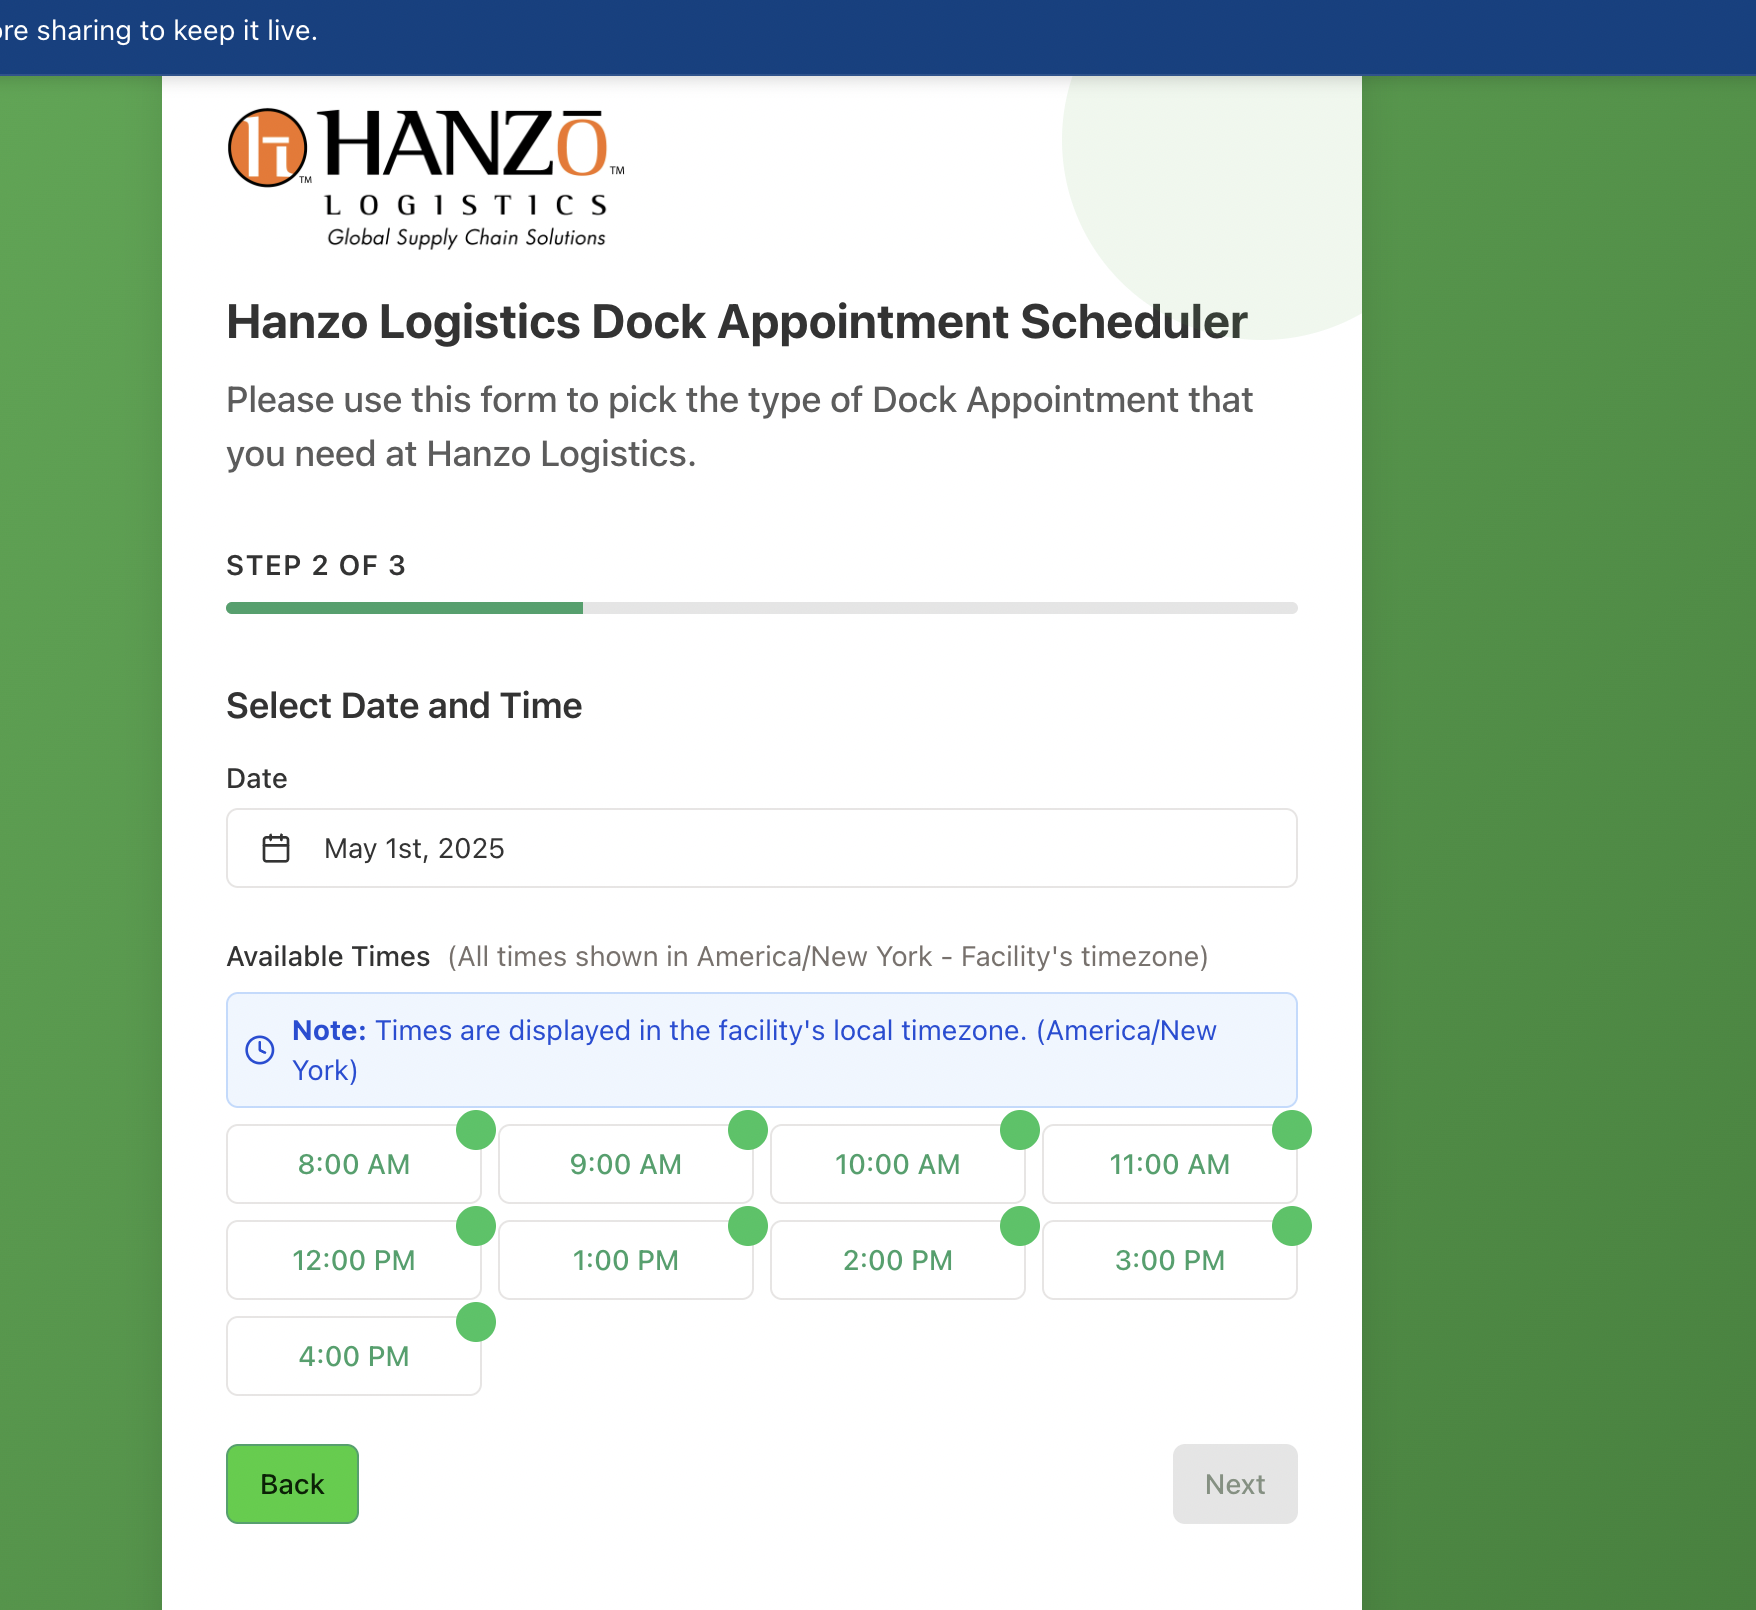 re sharing to keep it live.
h TM HANZō TM
LOGISTICS
Global Supply Chain Solutions
Hanzo Logistics Dock Appointment Scheduler
Please use this form to pick the type of Dock Appointment that
you need at Hanzo Logistics.
STEP 2 OF 3
Select Date and Time
Date
May 1st, 2025
Available Times (All times shown in America/New York - Facility's timezone)
Note: Times are displayed in the facility's local timezone. (America/New
York)
8:00 AM 9:00 AM 10:00 AM 11:00 AM
12:00 PM 1:00 PM 2:00 PM 3:00 PM
4:00 PM
Back Next